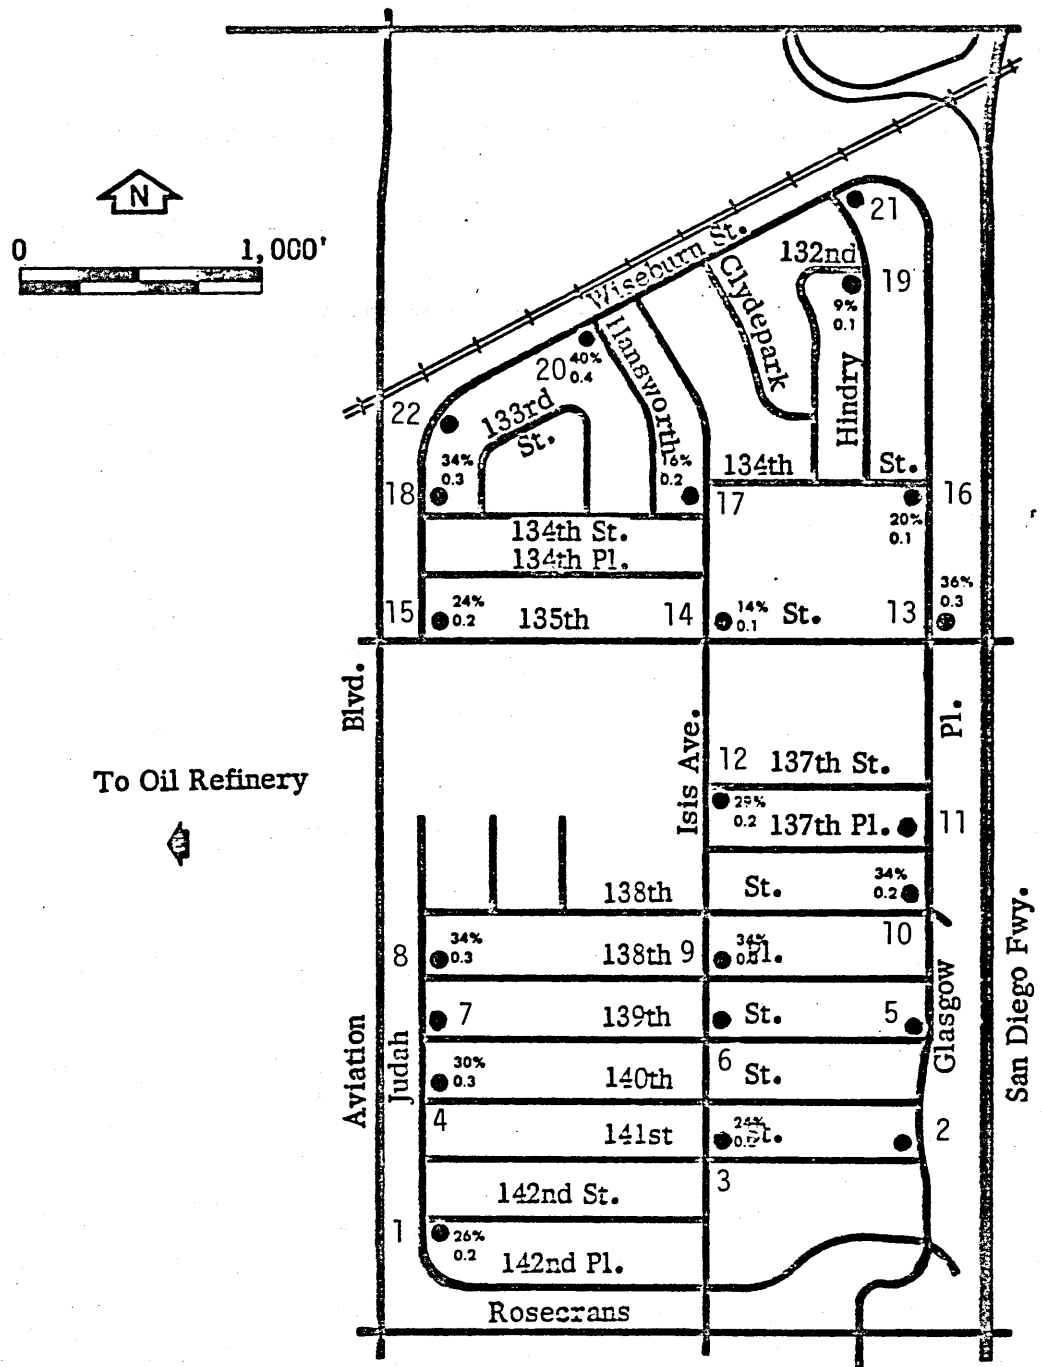 N
0 1,000'
Wiseburn St.
21
132nd
19
9%
0.1
Clydepark
Hindry
Hansworth
20
40%
0.4
22
133rd
St.
34%
0.3
18
16%
0.2
134th St.
17
16
20%
0.1
134th St.
134th Pl.
36%
0.3
15
24%
0.2
135th
14
14%
0.1
St.
13
Blvd.
Isis Ave.
Pl.
12
137th St.
To Oil Refinery
29%
0.2
137th Pl.
11
138th
St.
34%
0.2
10
8
34%
0.3
138th
9
34%
Pl.
7
139th
St.
5
Glasgow
San Diego Fwy.
Aviation
Judah
30%
0.3
140th
6
St.
4
141st
24%
St.
2
3
142nd St.
1
26%
0.2
142nd Pl.
Rosecrans